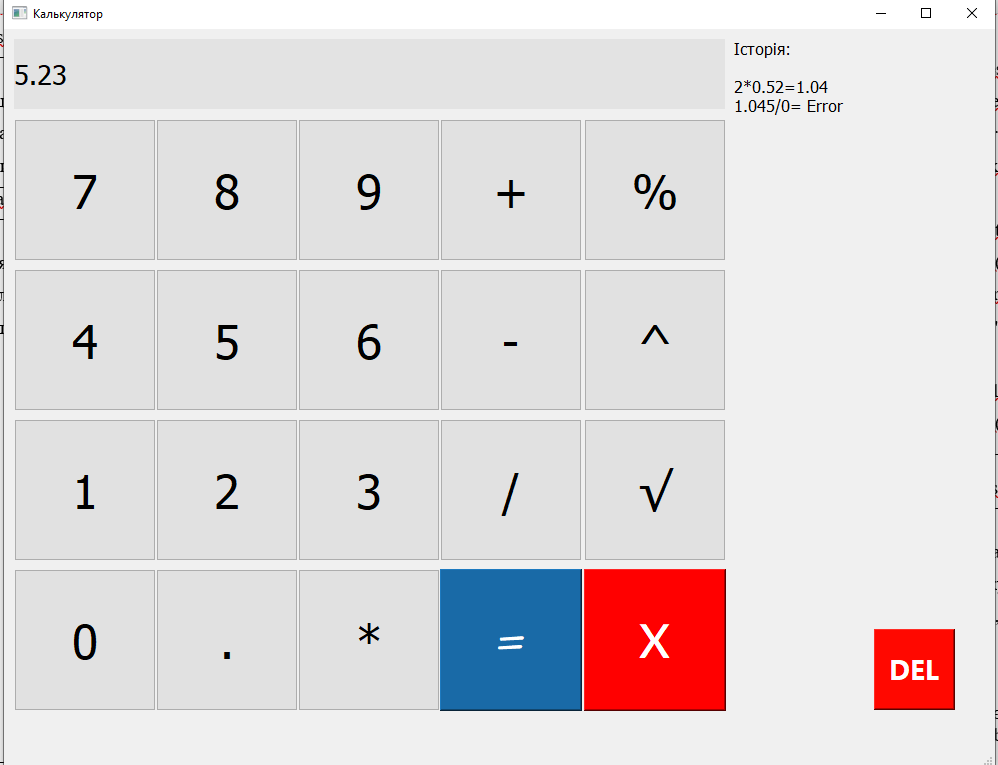 Калькулятор
5.23
Історія:
2*0.52=1.04
1.045/0= Error
7 8 9 + %
4 5 6 - ^
1 2 3 / √
0 . * = X
DEL